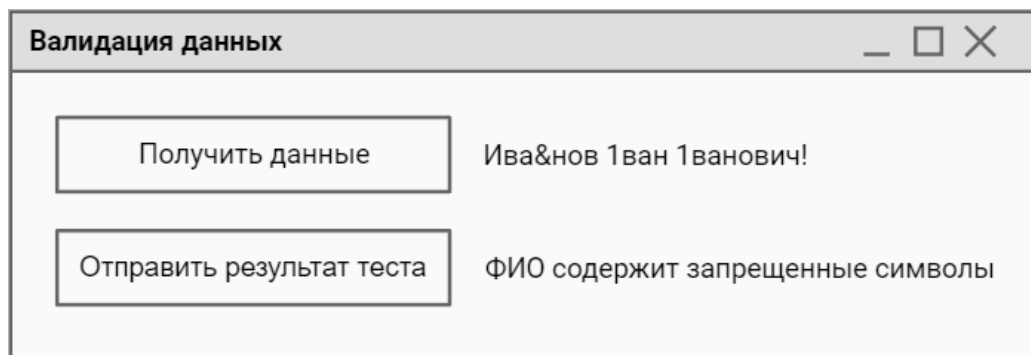 Валидация данных
Получить данные
Ива&нов 1ван 1ванович!
Отправить результат теста
ФИО содержит запрещенные символы